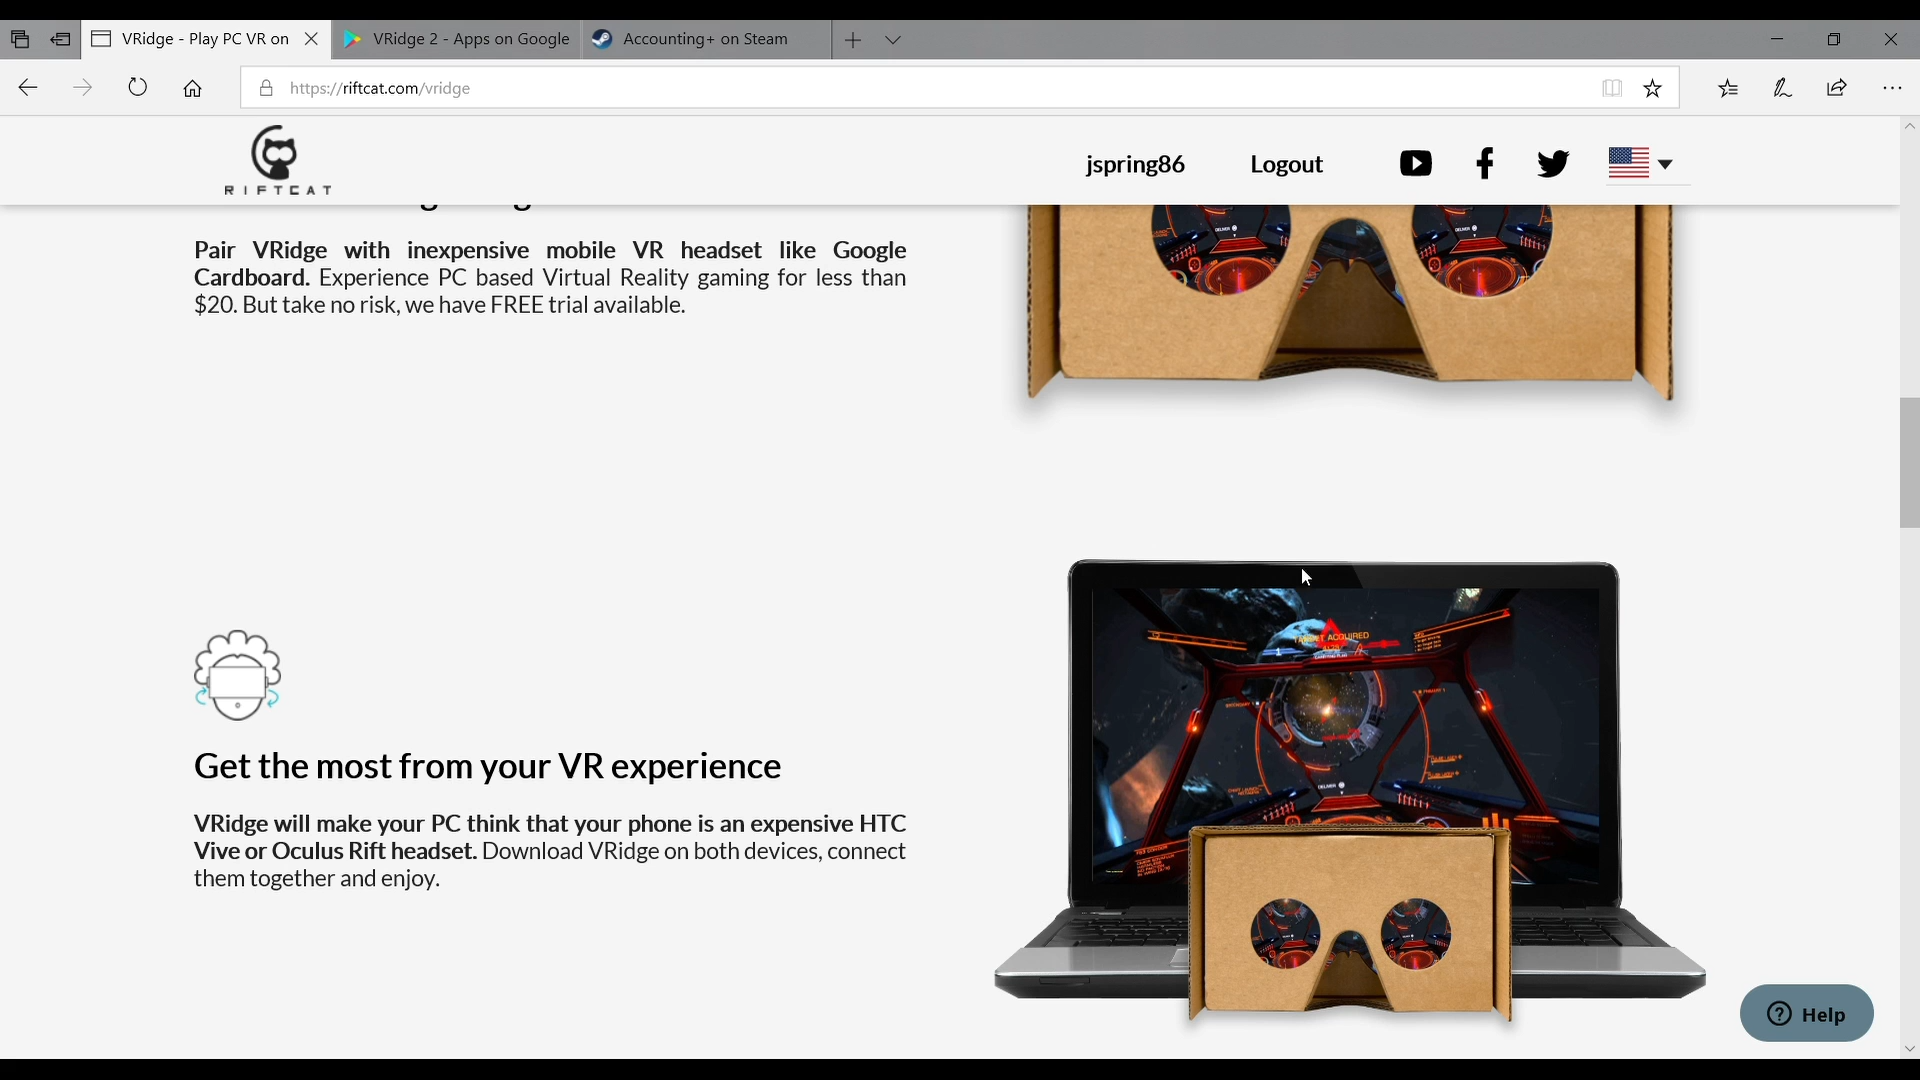 VRidge - Play PC VR on
VRidge 2 - Apps on Google
Accounting+ on Steam
https://riftcat.com/vridge
RIFTCAT
jspring86
Logout
Pair VRidge with inexpensive mobile VR headset like Google
Cardboard. Experience PC based Virtual Reality gaming for less than
$20. But take no risk, we have FREE trial available.
TARGET ACQUIRED
Get the most from your VR experience
VRidge will make your PC think that your phone is an expensive HTC
Vive or Oculus Rift headset. Download VRidge on both devices, connect
them together and enjoy.
Help